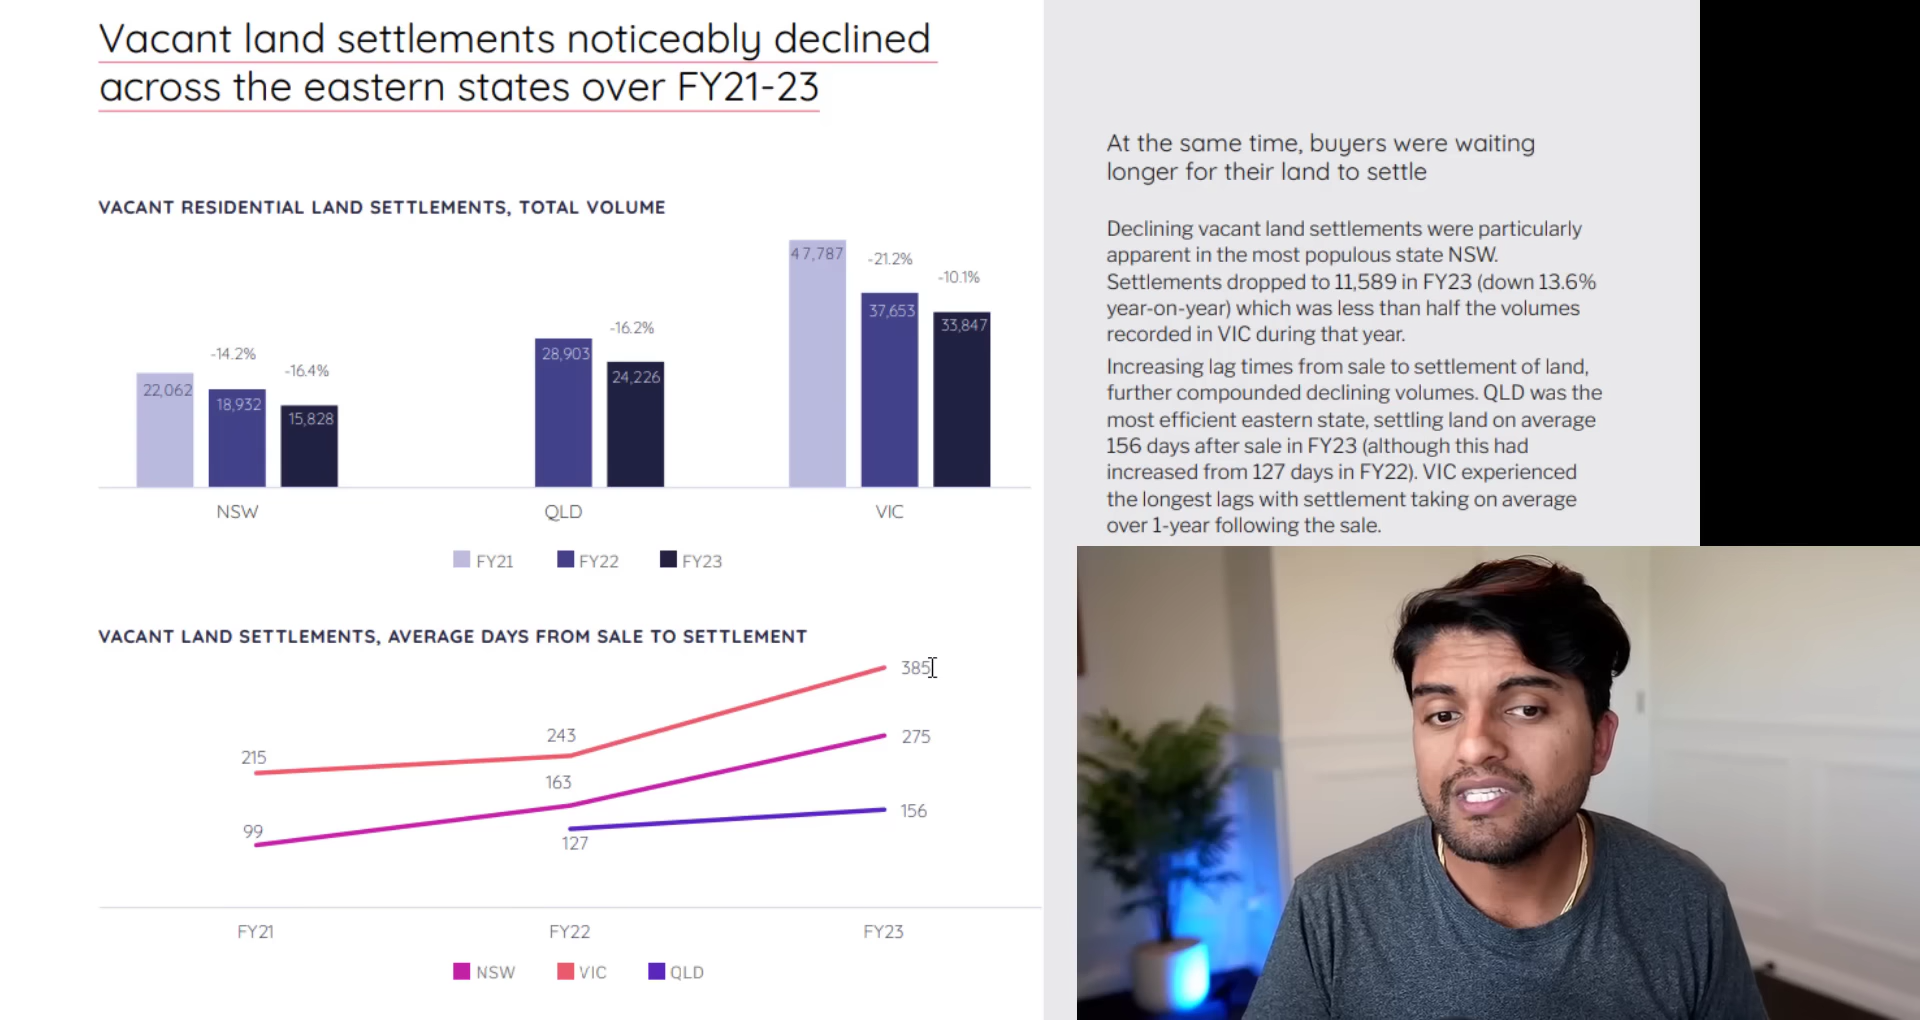 Vacant land settlements noticeably declined
across the eastern states over FY21-23
VACANT RESIDENTIAL LAND SETTLEMENTS, TOTAL VOLUME
22,062
-14.2%
18,932
-16.4%
15,828
28,903
-16.2%
24,226
47,787
-21.2%
37,653
-10.1%
33,847
NSW
QLD
VIC
FY21
FY22
FY23
VACANT LAND SETTLEMENTS, AVERAGE DAYS FROM SALE TO SETTLEMENT
215
243
385
99
163
275
127
156
FY21
FY22
FY23
NSW
VIC
QLD
At the same time, buyers were waiting
longer for their land to settle
Declining vacant land settlements were particularly
apparent in the most populous state NSW.
Settlements dropped to 11,589 in FY23 (down 13.6%
year-on-year) which was less than half the volumes
recorded in VIC during that year.
Increasing lag times from sale to settlement of land,
further compounded declining volumes. QLD was the
most efficient eastern state, settling land on average
156 days after sale in FY23 (although this had
increased from 127 days in FY22). VIC experienced
the longest lags with settlement taking on average
over 1-year following the sale.